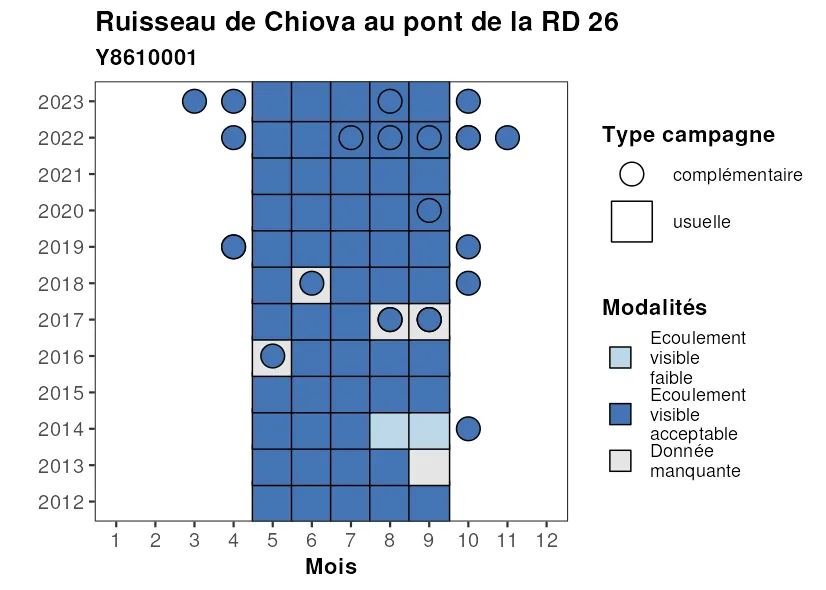 Ruisseau de Chiova au pont de la RD 26
Y8610001
2023
2022
2021
2020
2019
2018
2017
2016
2015
2014
2013
2012
1 2 3 4 5 6 7 8 9 10 11 12
Mois
Type campagne
complémentaire
usuelle
Modalités
Ecoulement
visible
faible
Ecoulement
visible
acceptable
Donnée
manquante